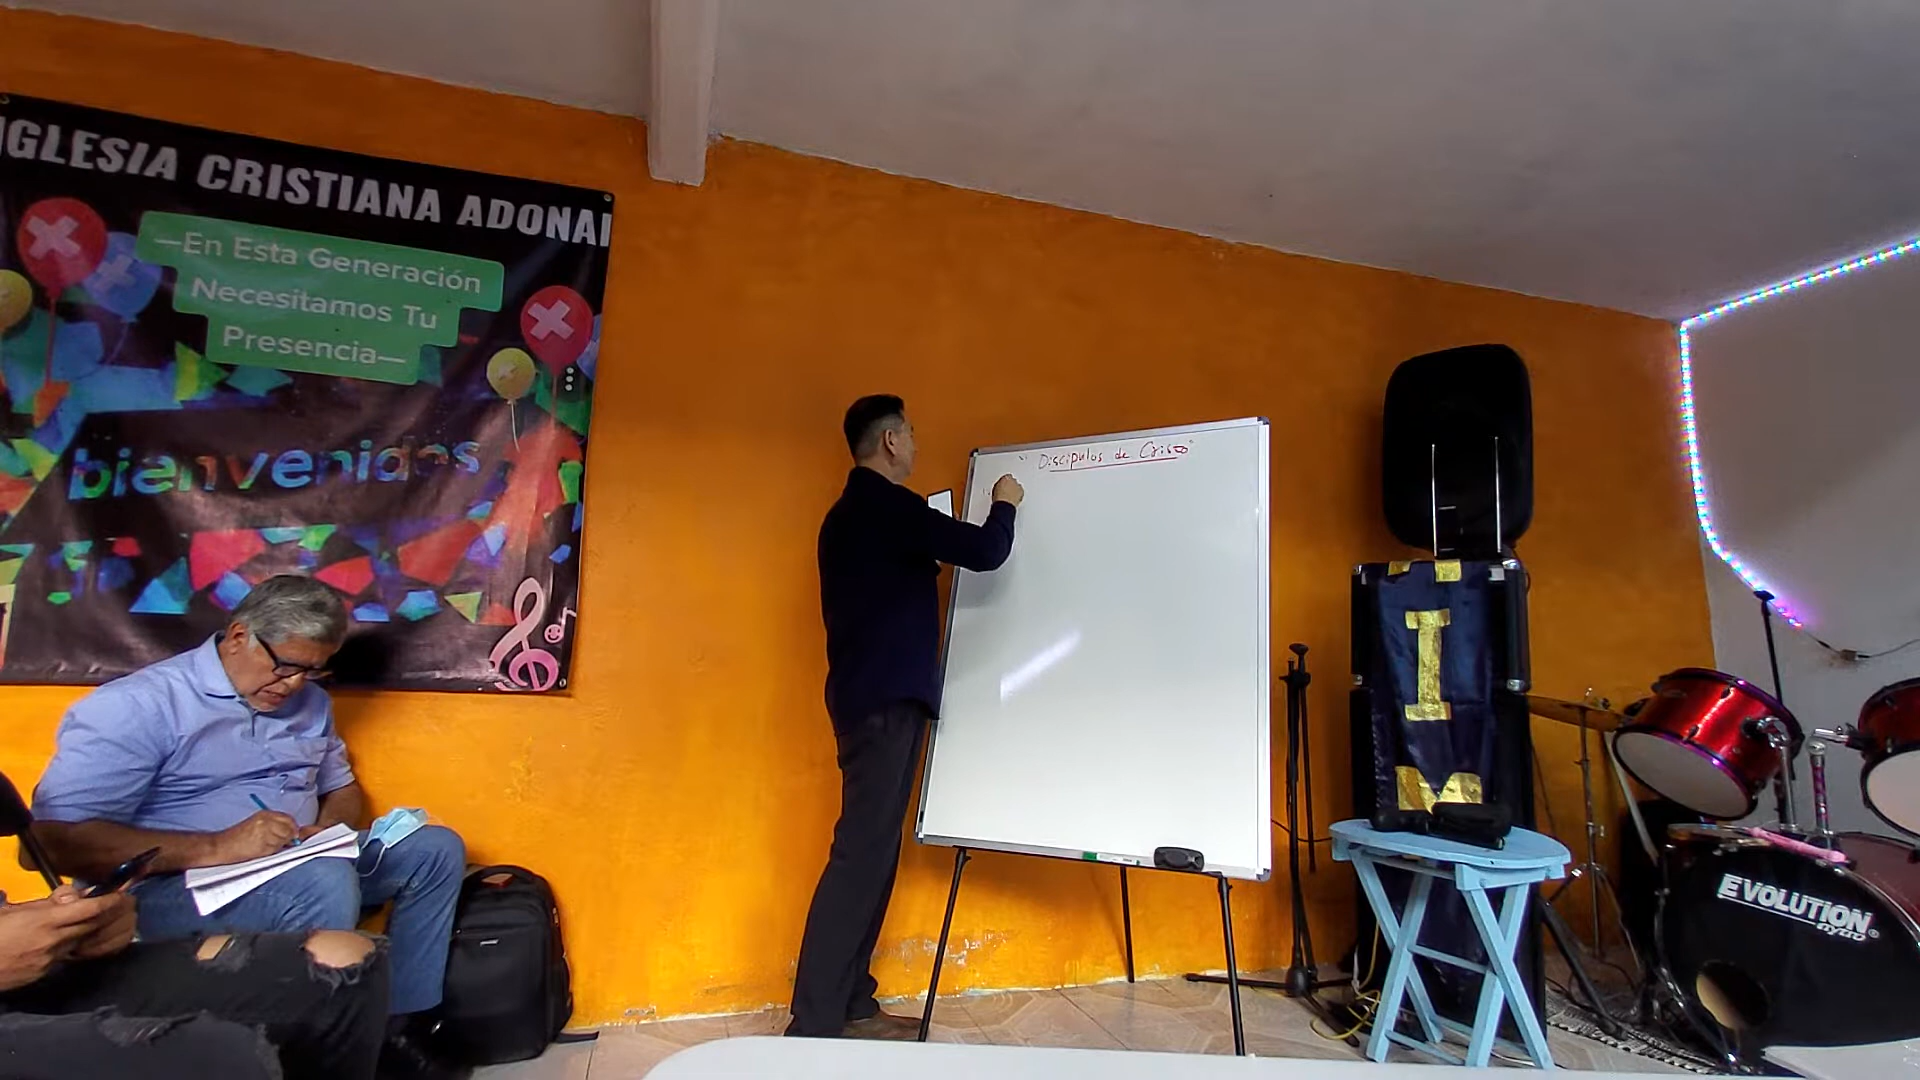 IGLESIA CRISTIANA ADONAI
—En Esta Generación
Necesitamos Tu
Presencia—
bienvenidos
" Discipulos de Cristo"
I
M
EVOLUTION